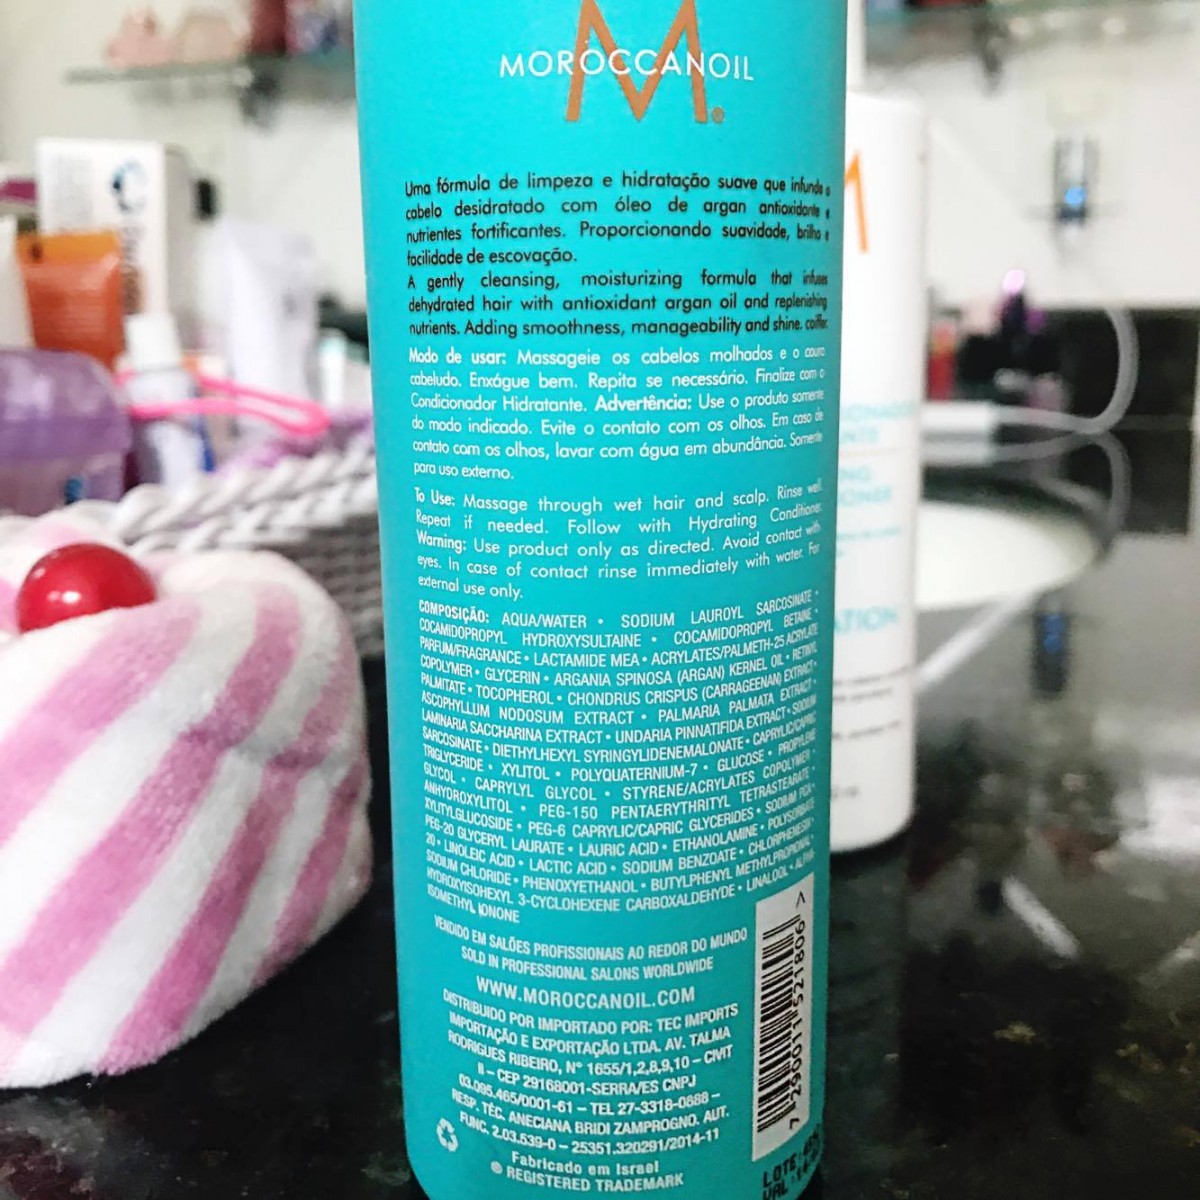 M
MOROCCANOIL
Uma fórmula de limpeza e hidratação suave que infunde o
cabelo desidratado com óleo de argan antioxidante e
nutrientes fortificantes. Proporcionando suavidade, brilho e
facilidade de escovação.
A gently cleansing, moisturizing formula that infuses
dehydrated hair with antioxidant argan oil and replenishing
nutrients. Adding smoothness, manageability and shine. coiffer.
Modo de usar: Massageie os cabelos molhados e o couro
cabeludo. Enxágue bem. Repita se necessário. Finalize com o
Condicionador Hidratante. Advertência: Use o produto somente
do modo indicado. Evite o contato com os olhos. Em caso de
contato com os olhos, lavar com água em abundância. Somente
para uso externo.
To Use: Massage through wet hair and scalp. Rinse well.
Repeat if needed. Follow with Hydrating Conditioner.
Warning: Use product only as directed. Avoid contact with
eyes. In case of contact rinse immediately with water. For
external use only.
COMPOSIÇÃO: AQUA/WATER • SODIUM LAUROYL SARCOSINATE •
COCAMIDOPROPYL HYDROXYSULTAINE • COCAMIDOPROPYL BETAINE •
PARFUM/FRAGRANCE • LACTAMIDE MEA • ACRYLATES/PALMETH-25 ACRYLATE
COPOLYMER • GLYCERIN • ARGANIA SPINOSA (ARGAN) KERNEL OIL • RETINYL
PALMITATE • TOCOPHEROL • CHONDRUS CRISPUS (CARRAGEENAN) EXTRACT •
ASCOPHYLLUM NODOSUM EXTRACT • PALMARIA PALMATA EXTRACT •
LAMINARIA SACCHARINA EXTRACT • UNDARIA PINNATIFIDA EXTRACT • SODIUM
SARCOSINATE • DIETHYLHEXYL SYRINGYLIDENEMALONATE • CAPRYLIC/CAPRIC
TRIGLYCERIDE • XYLITOL • POLYQUATERNIUM-7 • GLUCOSE • PROPYLENE
GLYCOL • CAPRYLYL GLYCOL • STYRENE/ACRYLATES COPOLYMER •
ANHYDROXYLITOL • PEG-150 PENTAERYTHRITYL TETRASTEARATE •
XYLITYLGLUCOSIDE • PEG-6 CAPRYLIC/CAPRIC GLYCERIDES • SODIUM PCA •
PEG-20 GLYCERYL LAURATE • LAURIC ACID • ETHANOLAMINE • POLYSORBATE
20 • LINOLEIC ACID • LACTIC ACID • SODIUM BENZOATE • CHLORPHENESIN •
SODIUM CHLORIDE • PHENOXYETHANOL • BUTYLPHENYL METHYLPROPIONAL •
HYDROXYISOHEXYL 3-CYCLOHEXENE CARBOXALDEHYDE • LINALOOL • ALPHA-
ISOMETHYL IONONE
VENDIDO EM SALÕES PROFISSIONAIS AO REDOR DO MUNDO
SOLD IN PROFESSIONAL SALONS WORLDWIDE
WWW.MOROCCANOIL.COM
DISTRIBUIDO POR IMPORTADO POR: TEC IMPORTS
IMPORTAÇÃO E EXPORTAÇÃO LTDA. AV. TALMA
RODRIGUES RIBEIRO, Nº 1655/1,2,8,9,10 – CIVIT
II – CEP 29168001-SERRA/ES CNPJ
03.095.465/0001-61 – TEL 27-3318-0888 –
RESP. TÉC. ANECIANA BRIDI ZAMPROGNO. AUT.
FUNC. 2.03.539-0 – 25351.320291/2014-11
Fabricado em Israel
® REGISTERED TRADEMARK
7 290011 521806 >
LOTE:
VAL: